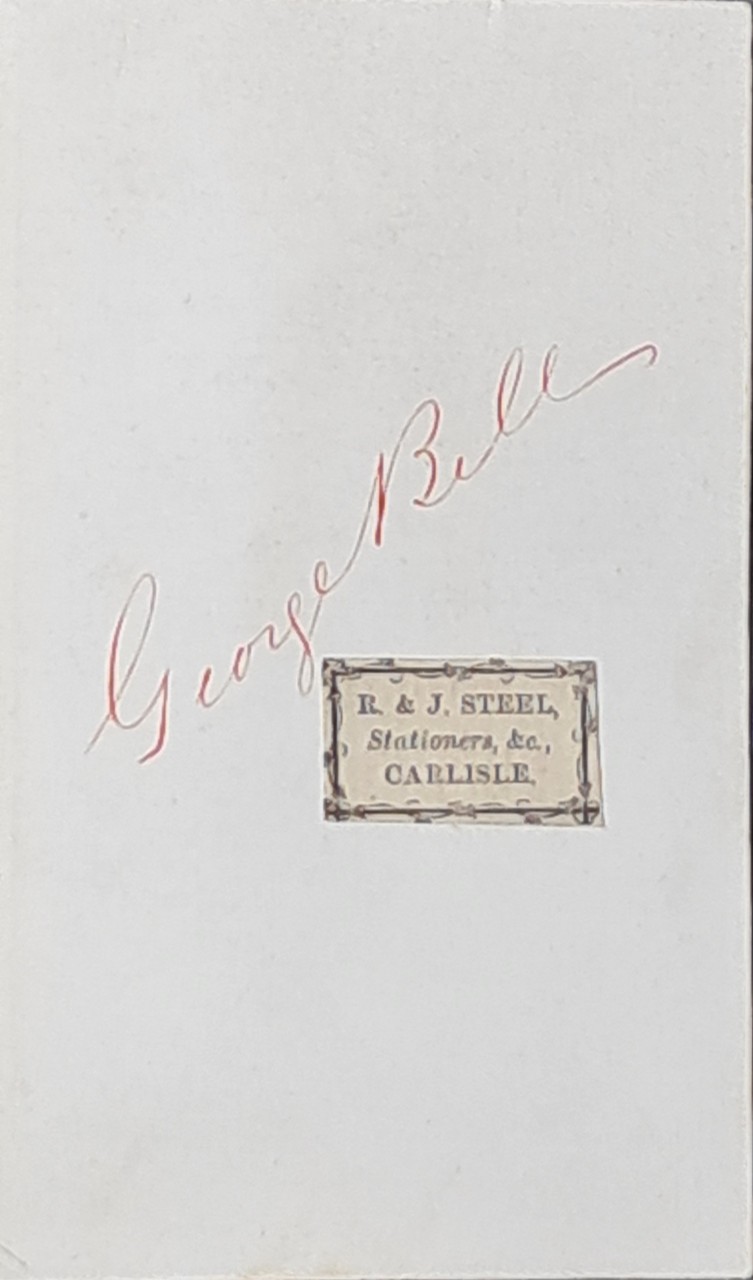 George Bell
R. & J. STEEL,
Stationers, &c.,
CARLISLE.